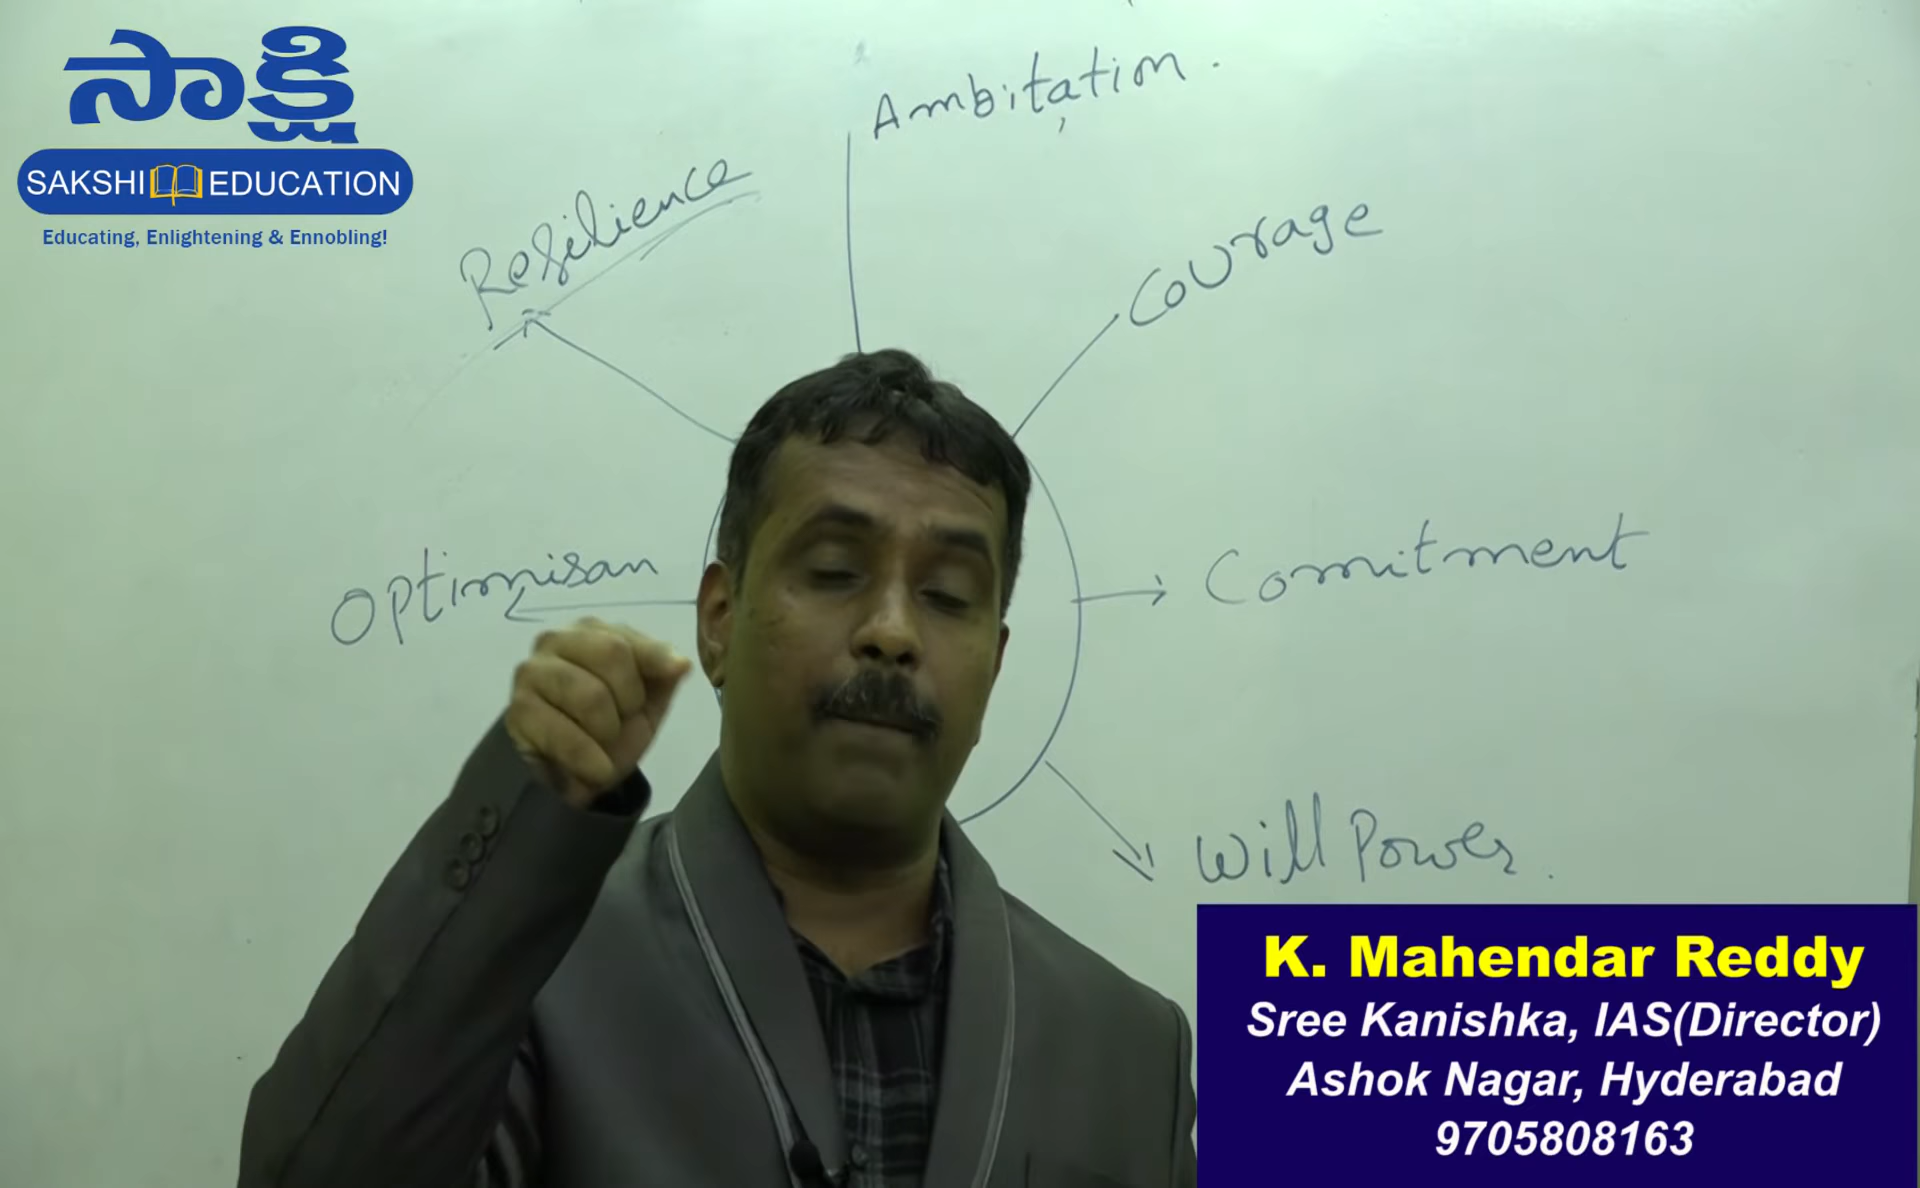 సాక్షి
SAKSHI EDUCATION
Educating, Enlightening & Ennobling!
Ambitation.
Resilience
Courage
Optimisan
Comitment
Will Power.
K. Mahendar Reddy
Sree Kanishka, IAS(Director)
Ashok Nagar, Hyderabad
9705808163